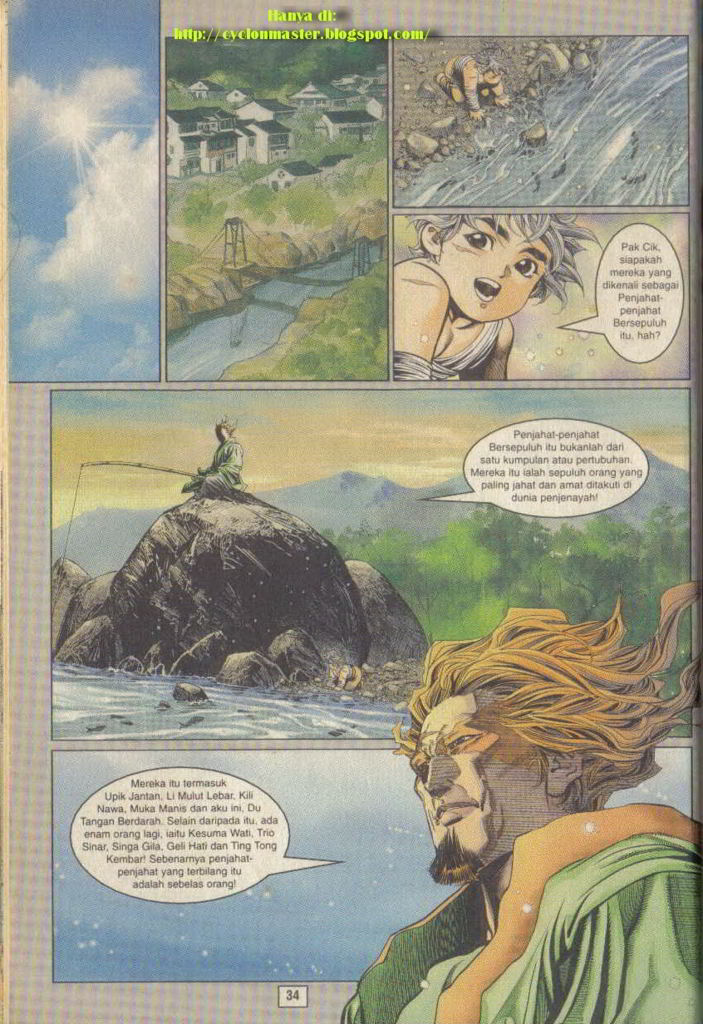 Hanya di:
http://cyclonmaster.blogspot.com/
Pak Cik,
siapakah
mereka yang
dikenali sebagai
Penjahat-
penjahat
Bersepuluh
itu, hah?
Penjahat-penjahat
Bersepuluh itu bukanlah dari
satu kumpulan atau pertubuhan.
Mereka itu ialah sepuluh orang yang
paling jahat dan amat ditakuti di
dunia penjenayah!
Mereka itu termasuk
Upik Jantan, Li Mulut Lebar, Kili
Nawa, Muka Manis dan aku ini, Du
Tangan Berdarah. Selain daripada itu, ada
enam orang lagi, iaitu Kesuma Wati, Trio
Sinar, Singa Gila, Geli Hati dan Ting Tong
Kembar! Sebenarnya penjahat-
penjahat yang terbilang itu
adalah sebelas orang!
34